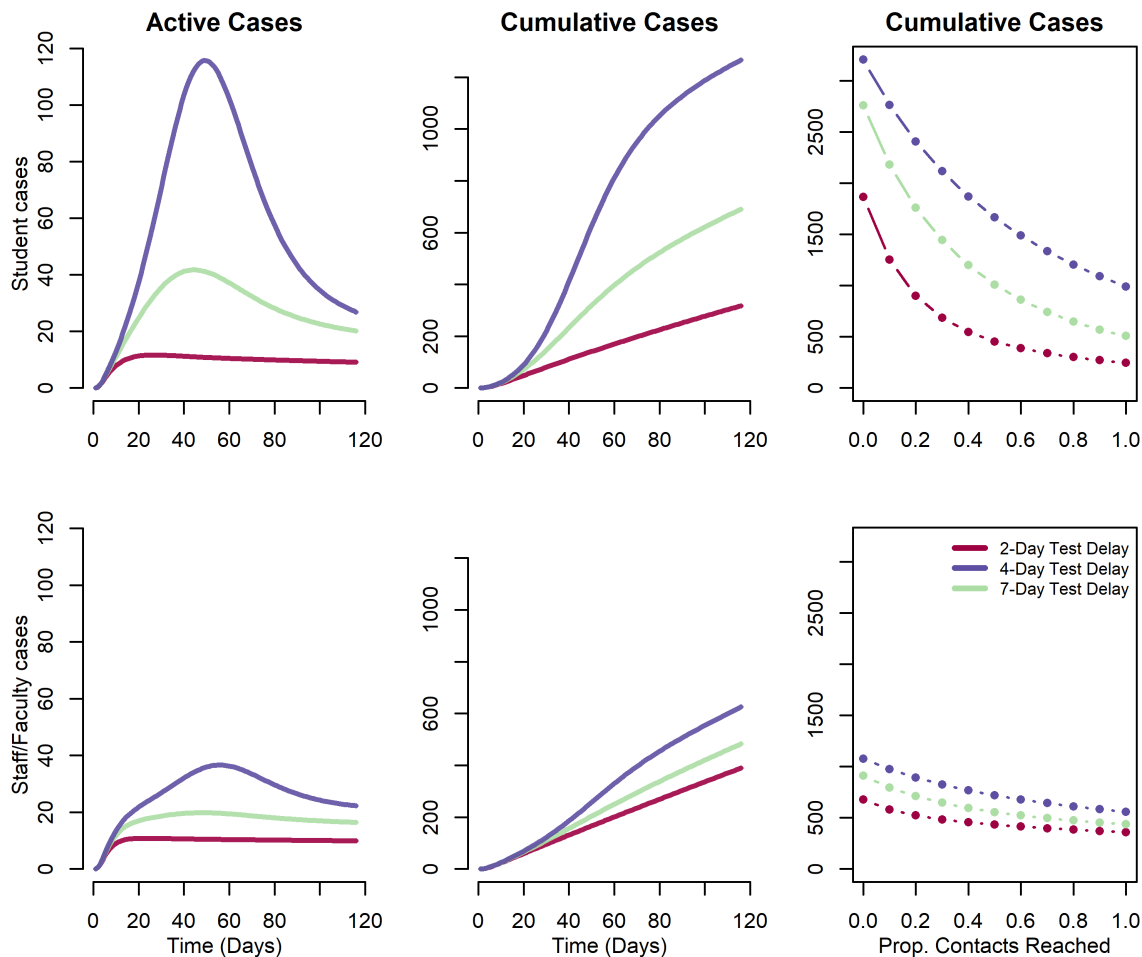 Active Cases
Cumulative Cases
Cumulative Cases
Student cases
0 20 40 60 80 100 120
0 20 40 60 80 120
0 200 600 1000
0 20 40 60 80 120
0 500 1500 2500
0.0 0.2 0.4 0.6 0.8 1.0
Staff/Faculty cases
0 20 40 60 80 100 120
0 20 40 60 80 120
Time (Days)
0 200 600 1000
0 20 40 60 80 120
Time (Days)
2-Day Test Delay
4-Day Test Delay
7-Day Test Delay
0 500 1500 2500
0.0 0.2 0.4 0.6 0.8 1.0
Prop. Contacts Reached